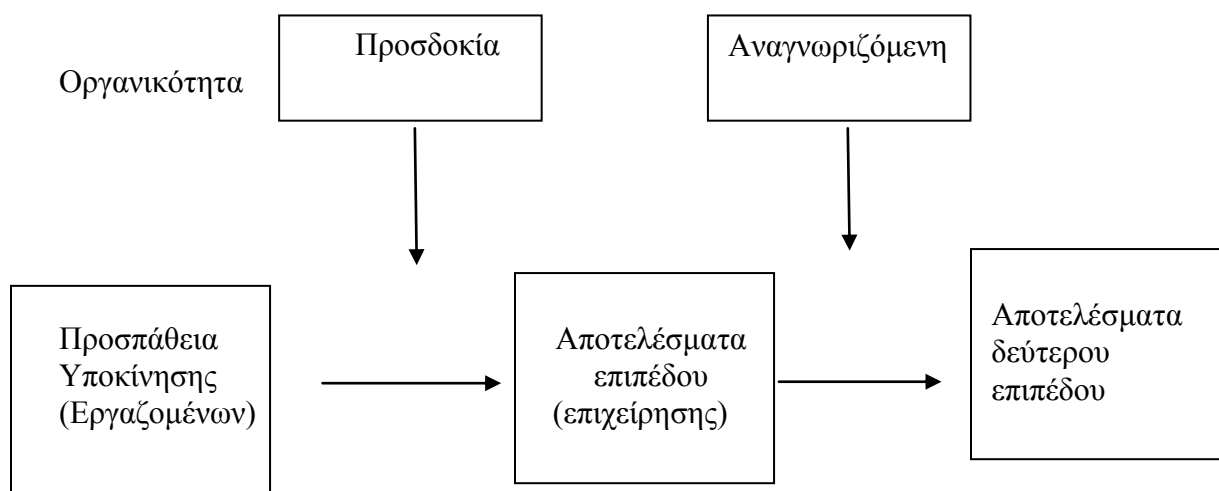 Προσδοκία
Αναγνωριζόμενη
Οργανικότητα
Προσπάθεια
Υποκίνησης
(Εργαζομένων)
Αποτελέσματα
επιπέδου
(επιχείρησης)
Αποτελέσματα
δεύτερου
επιπέδου